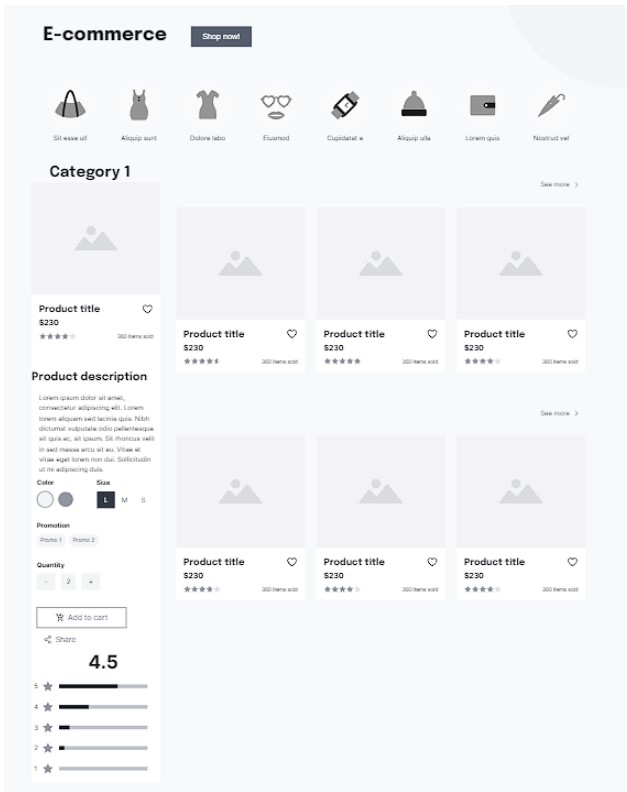 E-commerce
Shop now!
Sit esse ull
Aliquip sunt
Dolore labo
Eiusmod
Cupidatat e
Aliquip ulla
Lorem quis
Nostrud vel
Category 1
See more
Product title
$230
360 items sold
Product title
$230
360 items sold
Product title
$230
360 items sold
Product title
$230
360 items sold
Product description
Lorem ipsum dolor sit amet,
consectetur adipiscing elit. Lorem
lorem aliquam sed lacinia quis. Nibh
dictumst vulputate odio pellentesque
sit quis ac, sit ipsum. Sit rhoncus velit
in sed massa arcu sit eu. Vitae et
vitae eget lorem non dui. Sollicitudin
ut mi adipiscing duis.
Color
Size
L
M
S
Promotion
Promo 1
Promo 2
Quantity
-
2
+
Add to cart
Share
4.5
5
4
3
2
1
See more
Product title
$230
360 items sold
Product title
$230
360 items sold
Product title
$230
360 items sold